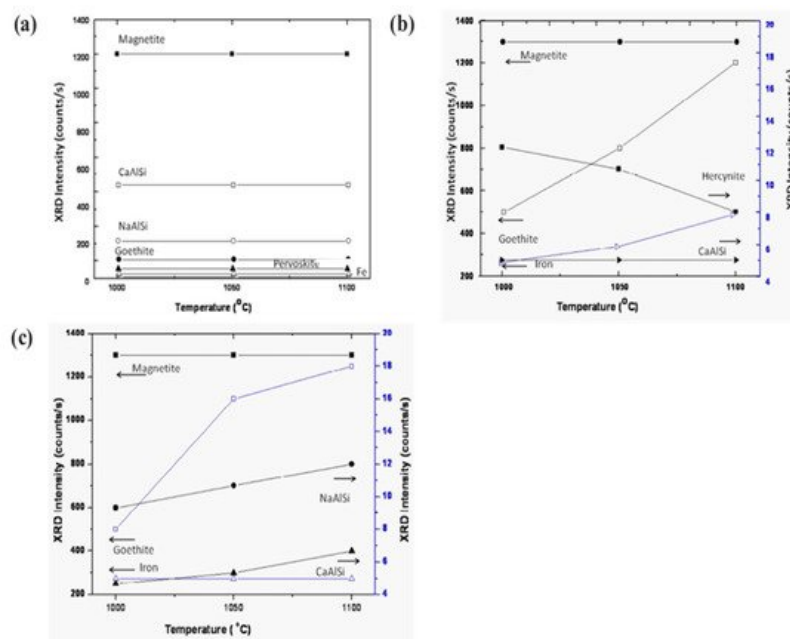 (a)
1400
1200
1000
800
600
400
200
0
XRD Intensity (counts/s)
Magnetite
CaAlSi
NaAlSi
Goethite
Pervoskite
Fe
1000
1050
1100
Temperature (°C)
(b)
1400
1200
1000
800
600
400
200
XRD Intensity (counts/s)
Magnetite
Hercynite
Goethite
CaAlSi
Iron
20
18
16
14
12
10
8
6
4
XRD Intensity (counts/s)
1000
1050
1100
Temperature (°C)
(c)
1400
1200
1000
800
600
400
200
XRD Intensity (counts/s)
Magnetite
NaAlSi
Goethite
Iron
CaAlSi
20
18
16
14
12
10
8
6
4
XRD Intensity (counts/s)
1000
1050
1100
Temperature (°C)